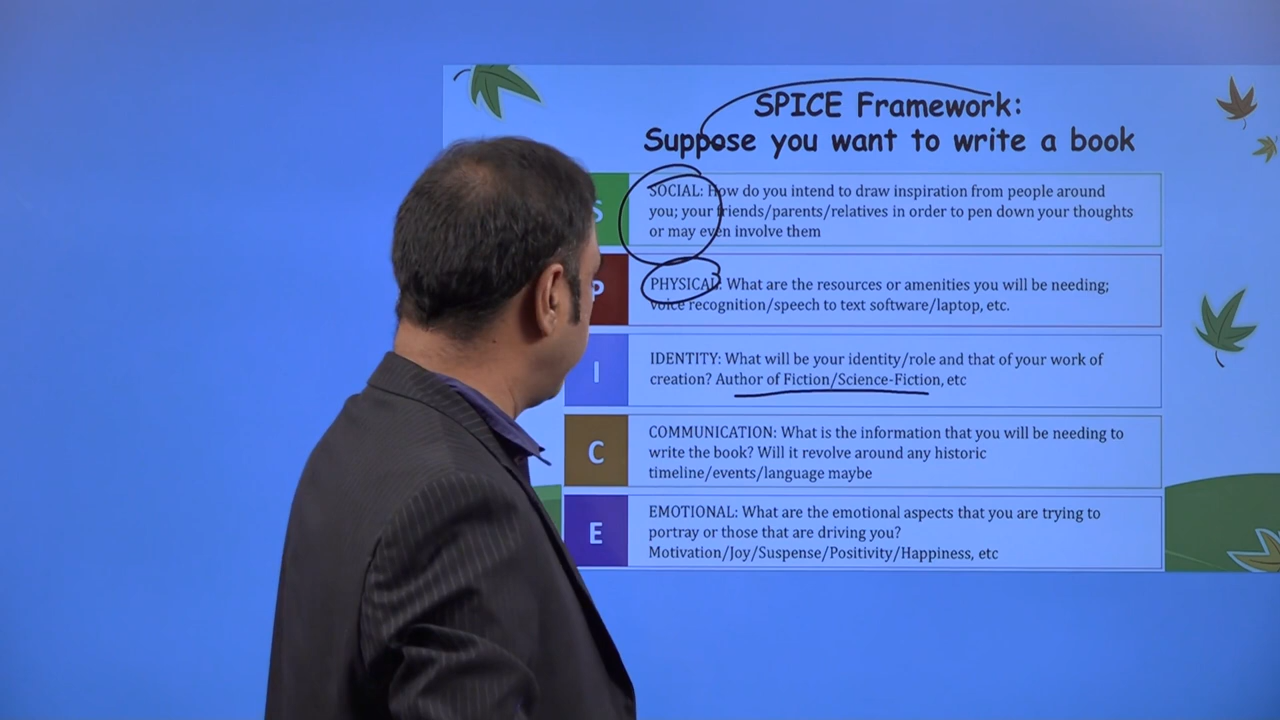 SPICE Framework:
Suppose you want to write a book
S
SOCIAL: How do you intend to draw inspiration from people around
you; your friends/parents/relatives in order to pen down your thoughts
or may even involve them
P
PHYSICAL: What are the resources or amenities you will be needing;
voice recognition/speech to text software/laptop, etc.
I
IDENTITY: What will be your identity/role and that of your work of
creation? Author of Fiction/Science-Fiction, etc
C
COMMUNICATION: What is the information that you will be needing to
write the book? Will it revolve around any historic
timeline/events/language maybe
E
EMOTIONAL: What are the emotional aspects that you are trying to
portray or those that are driving you?
Motivation/Joy/Suspense/Positivity/Happiness, etc